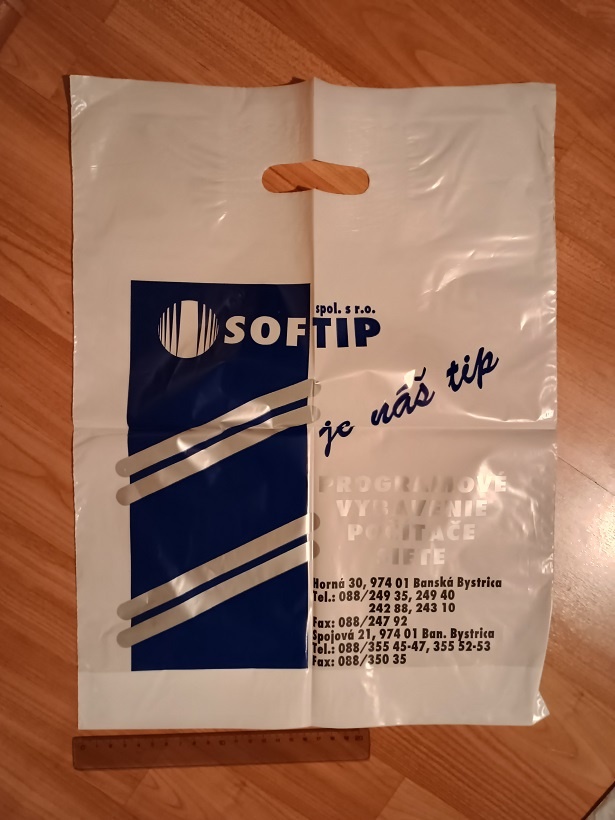 spol. s r.o.
SOFTIP
je náš tip
PROGRAMOVÉ
VYBAVENIE
POČÍTAČE
SIETE
Horná 30, 974 01 Banská Bystrica
Tel.: 088/249 35, 249 40
242 88, 243 10
Fax: 088/247 92
Spojová 21, 974 01 Ban. Bystrica
Tel.: 088/355 45-47, 355 52-53
Fax: 088/350 35